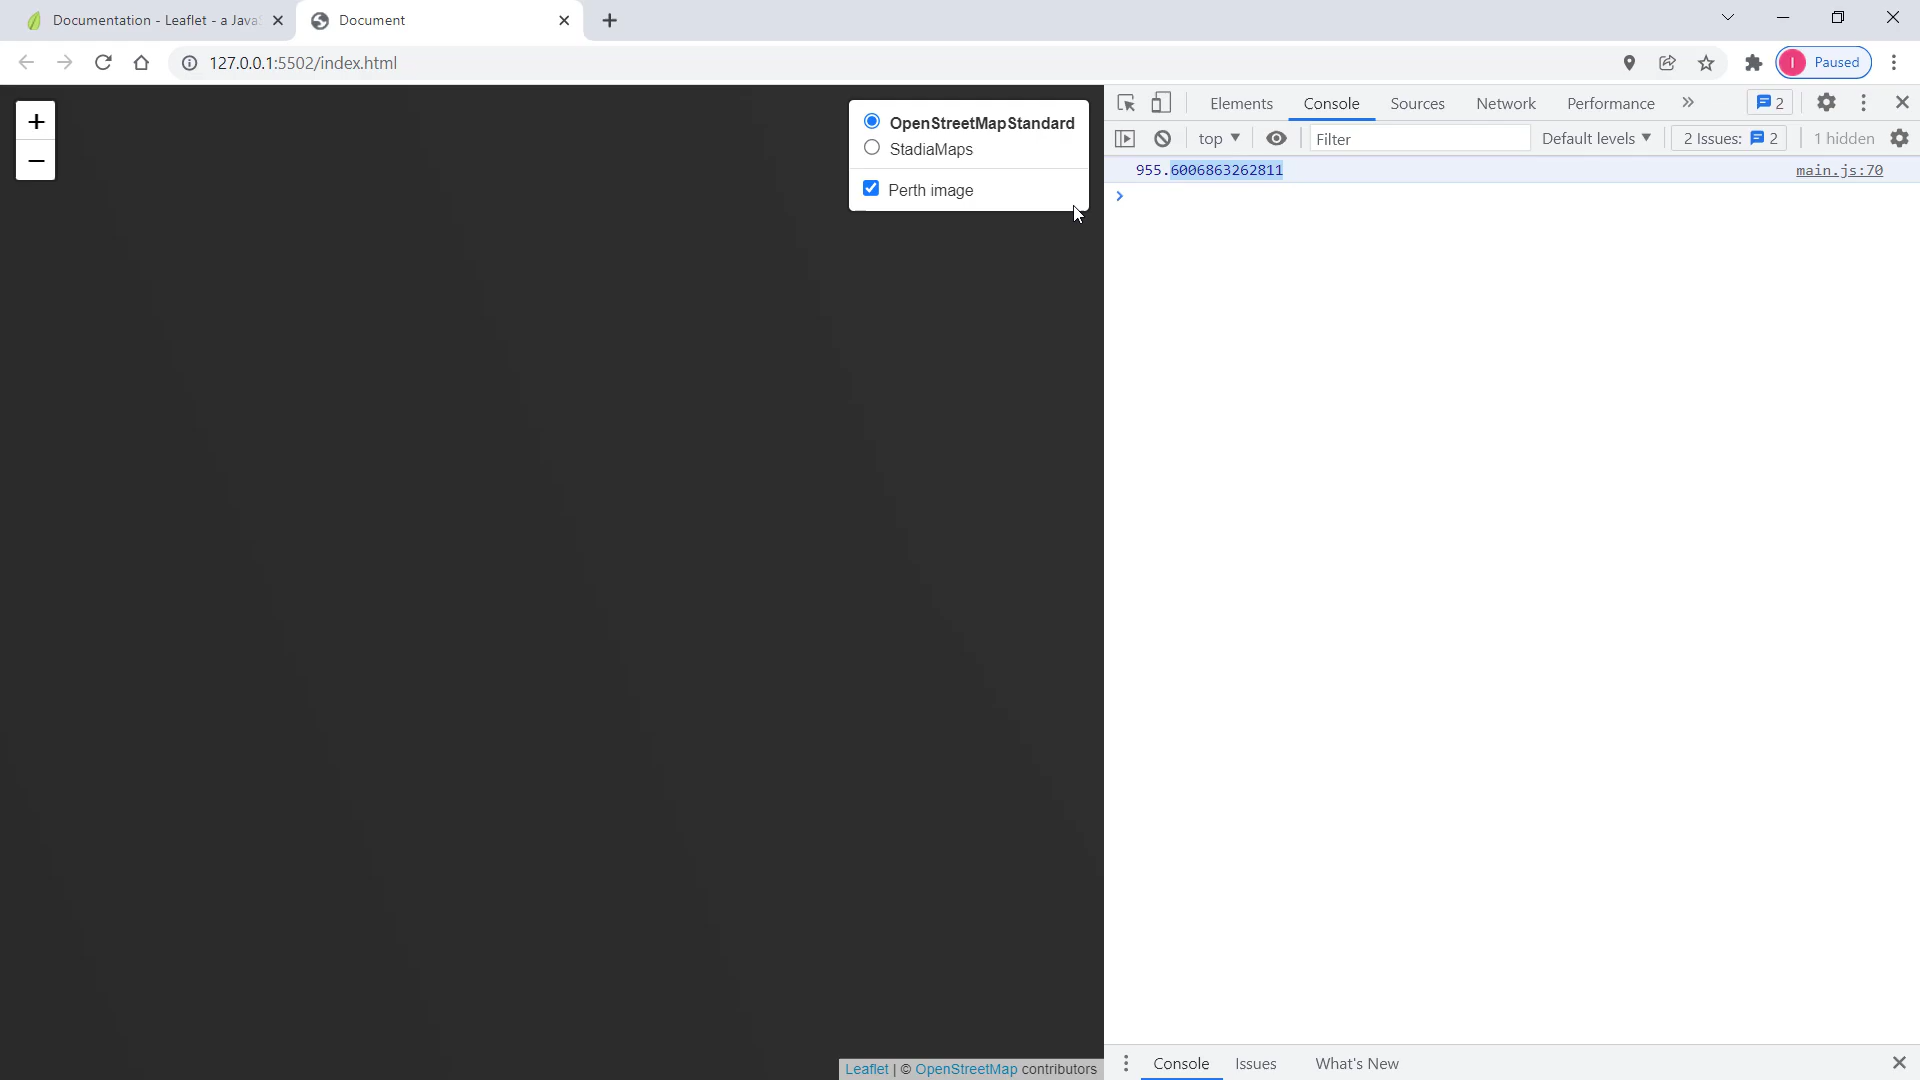 Documentation - Leaflet - a Java
Document
127.0.0.1:5502/index.html
I
Paused
+
−
OpenStreetMapStandard
StadiaMaps
Perth image
Leaflet | © OpenStreetMap contributors
Elements
Console
Sources
Network
Performance
2
top
Filter
Default levels
2 Issues:
2
1 hidden
955.6006863262811
main.js:70
Console
Issues
What's New